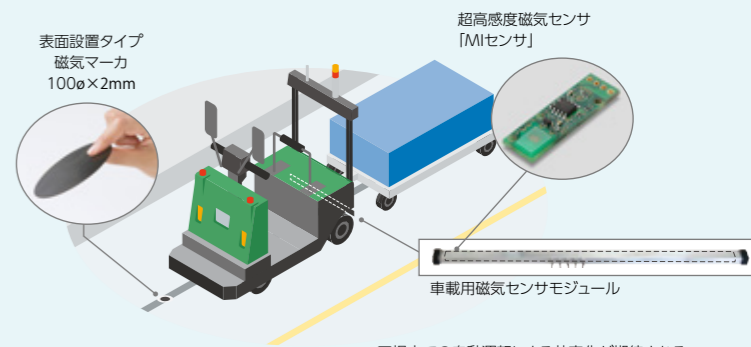 表面設置タイプ
磁気マーカ
100ø×2mm
超高感度磁気センサ
「MIセンサ」
車載用磁気センサモジュール